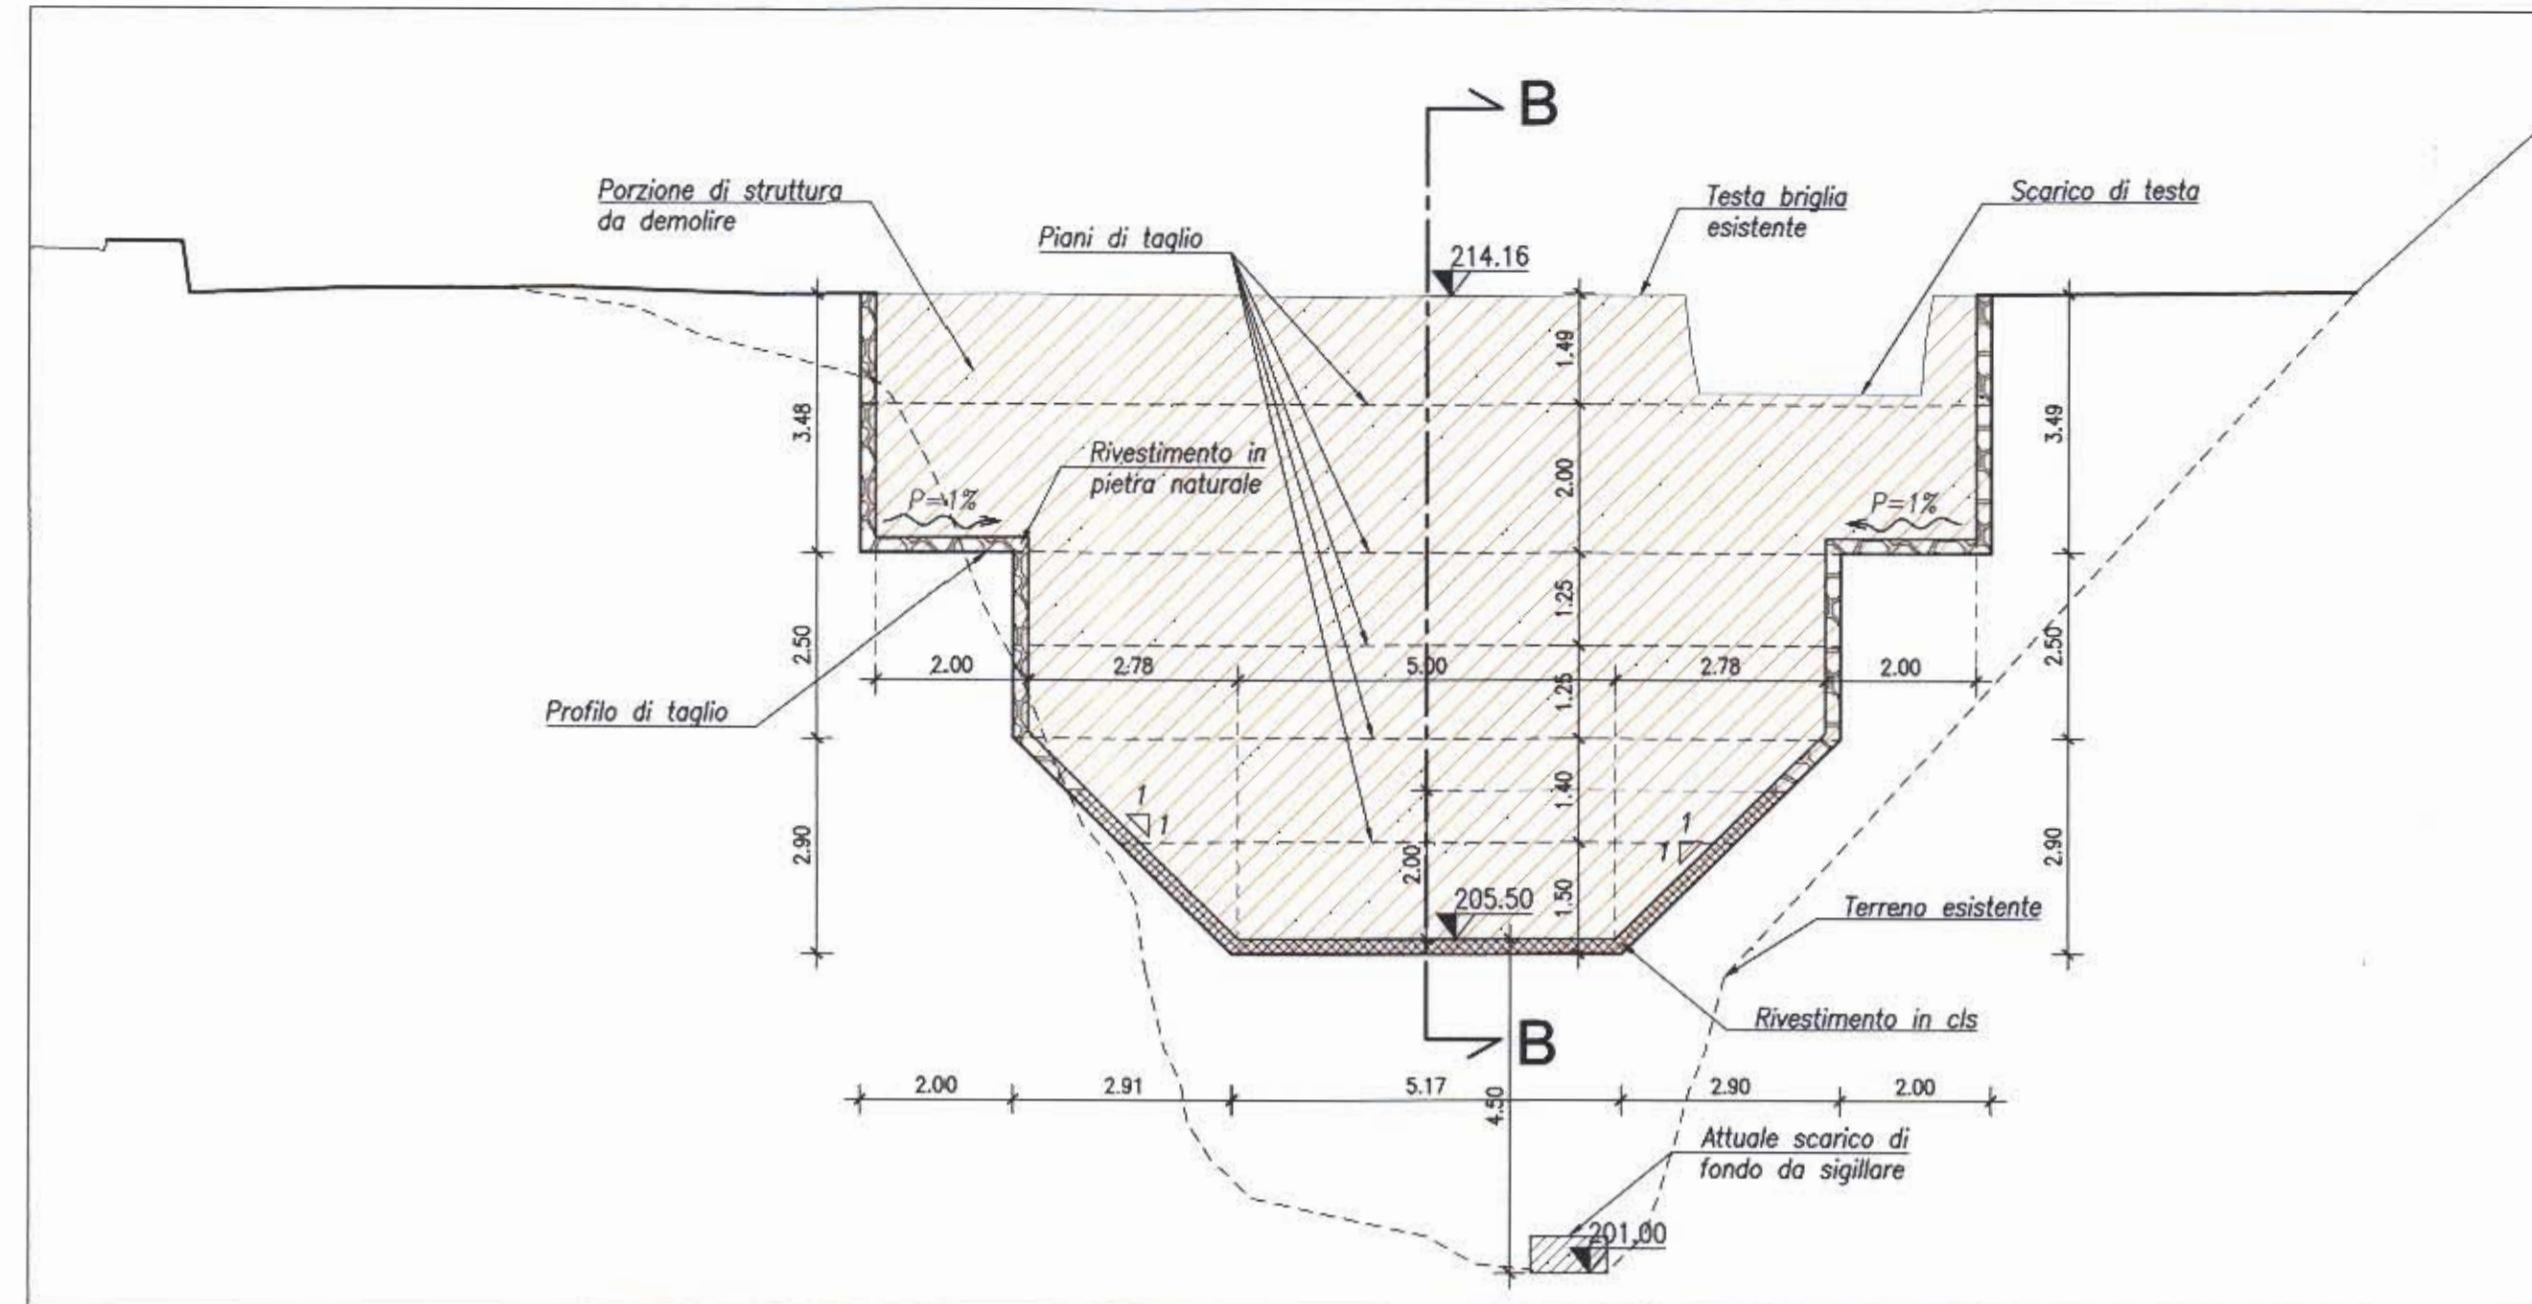 B
Porzione di struttura
da demolire
Piani di taglio
Testa briglia
esistente
Scarico di testa
214.16
1.49
3.48
3.49
Rivestimento in
pietra naturale
2.00
P=1%
P=1%
1.25
2.50
2.50
2.00
2.78
5.00
2.78
2.00
1.25
Profilo di taglio
1.40
1
1
1
1
2.90
2.90
2.00
1.50
205.50
Terreno esistente
Rivestimento in cls
B
2.00
2.91
5.17
2.90
2.00
4.50
Attuale scarico di
fondo da sigillare
201.00